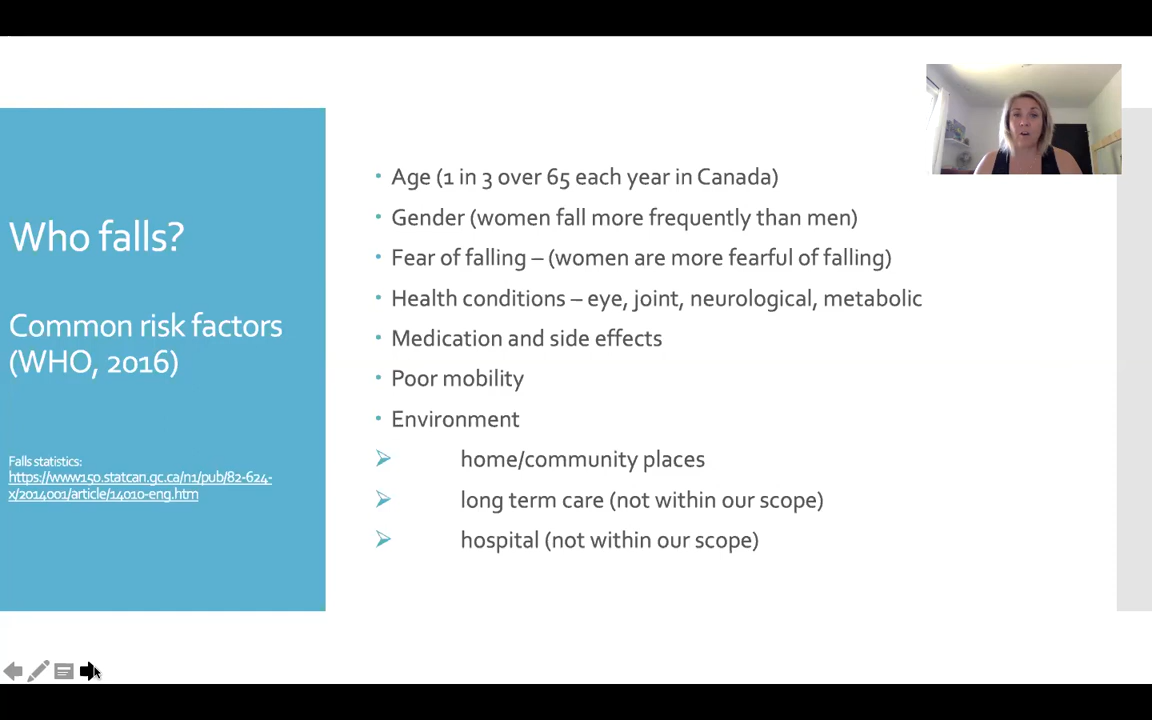 Who falls?
Common risk factors
(WHO, 2016)
Falls statistics:
https://www150.statcan.gc.ca/n1/pub/82-624-
x/2014001/article/14010-eng.htm
• Age (1 in 3 over 65 each year in Canada)
• Gender (women fall more frequently than men)
• Fear of falling – (women are more fearful of falling)
• Health conditions – eye, joint, neurological, metabolic
• Medication and side effects
• Poor mobility
• Environment
➢ home/community places
➢ long term care (not within our scope)
➢ hospital (not within our scope)